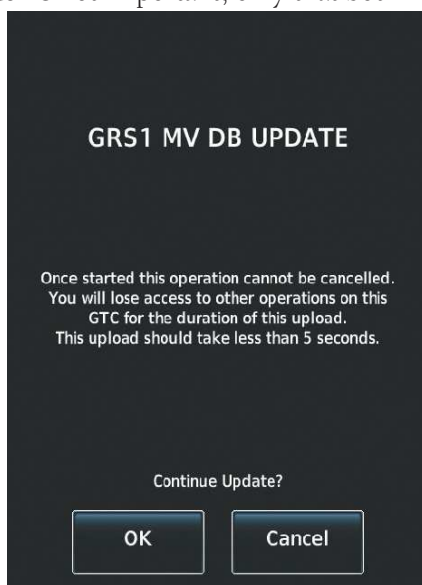 GRS1 MV DB UPDATE
Once started this operation cannot be cancelled.
You will lose access to other operations on this
GTC for the duration of this upload.
This upload should take less than 5 seconds.
Continue Update?
OK
Cancel